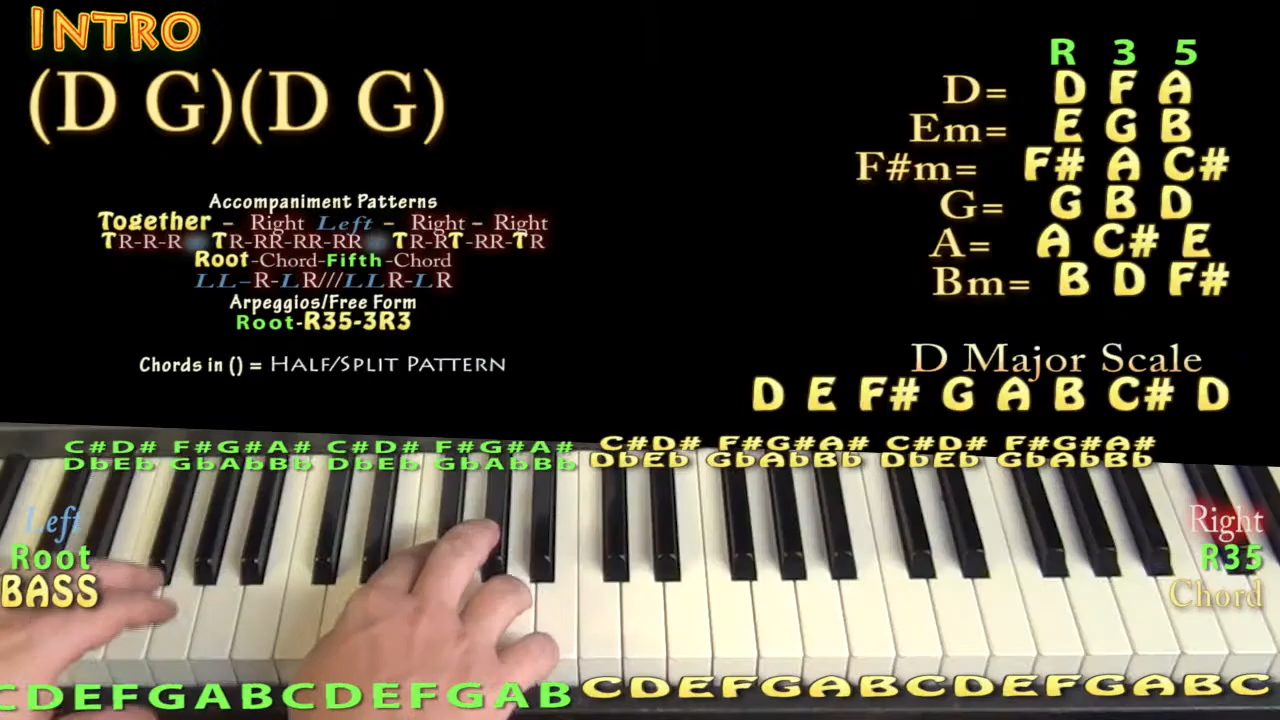 INTRO
(D G)(D G)
R 3 5
D= D F A
Em= E G B
F#m= F# A C#
G= G B D
A= A C# E
Bm= B D F#
Accompaniment Patterns
Together – Right Left – Right – Right
TR-R-R TR-RR-RR-RR TR-RT-RR-TR
Root-Chord-Fifth-Chord
LL–R-LR///LLR-LR
Arpeggios/Free Form
Root-R35-3R3
Chords in () = HALF/SPLIT PATTERN
D Major Scale
D E F# G A B C# D
C#D# F#G#A# C#D# F#G#A# C#D# F#G#A# C#D# F#G#A#
DbEb GbAbBb DbEb GbAbBb DbEb GbAbBb DbEb GbAbBb
Left
Root
BASS
Right
R35
Chord
CDEFGABCDEFGABCDEFGABCDEFGABC